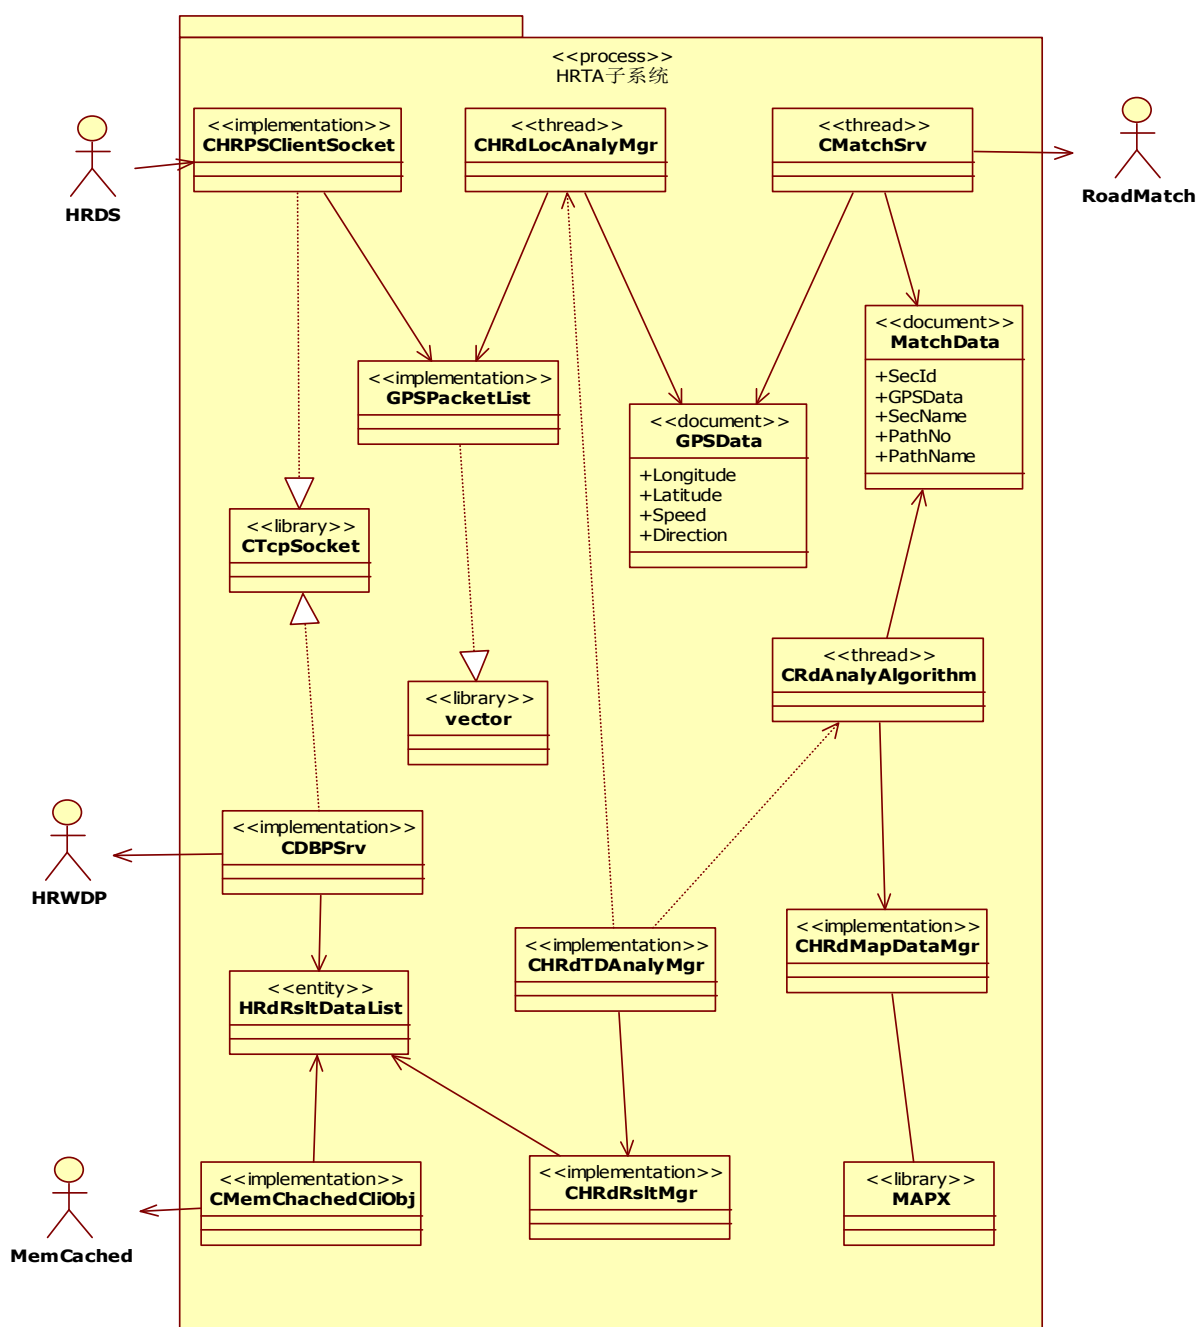 <<process>>
HRTA子系统
<<implementation>>
CHRPSClientSocket
<<thread>>
CHRdLocAnalyMgr
<<thread>>
CMatchSrv
HRDS
RoadMatch
<<document>>
MatchData
+SecId
+GPSData
+SecName
+PathNo
+PathName
<<implementation>>
GPSPacketList
<<document>>
GPSData
+Longitude
+Latitude
+Speed
+Direction
<<library>>
CTcpSocket
<<thread>>
CRdAnalyAlgorithm
<<library>>
vector
<<implementation>>
CDBPSrv
HRWDP
<<implementation>>
CHRdTDAnalyMgr
<<implementation>>
CHRdMapDataMgr
<<entity>>
HRdRsltDataList
<<implementation>>
CMemChachedCliObj
<<implementation>>
CHRdRsltMgr
<<library>>
MAPX
MemCached